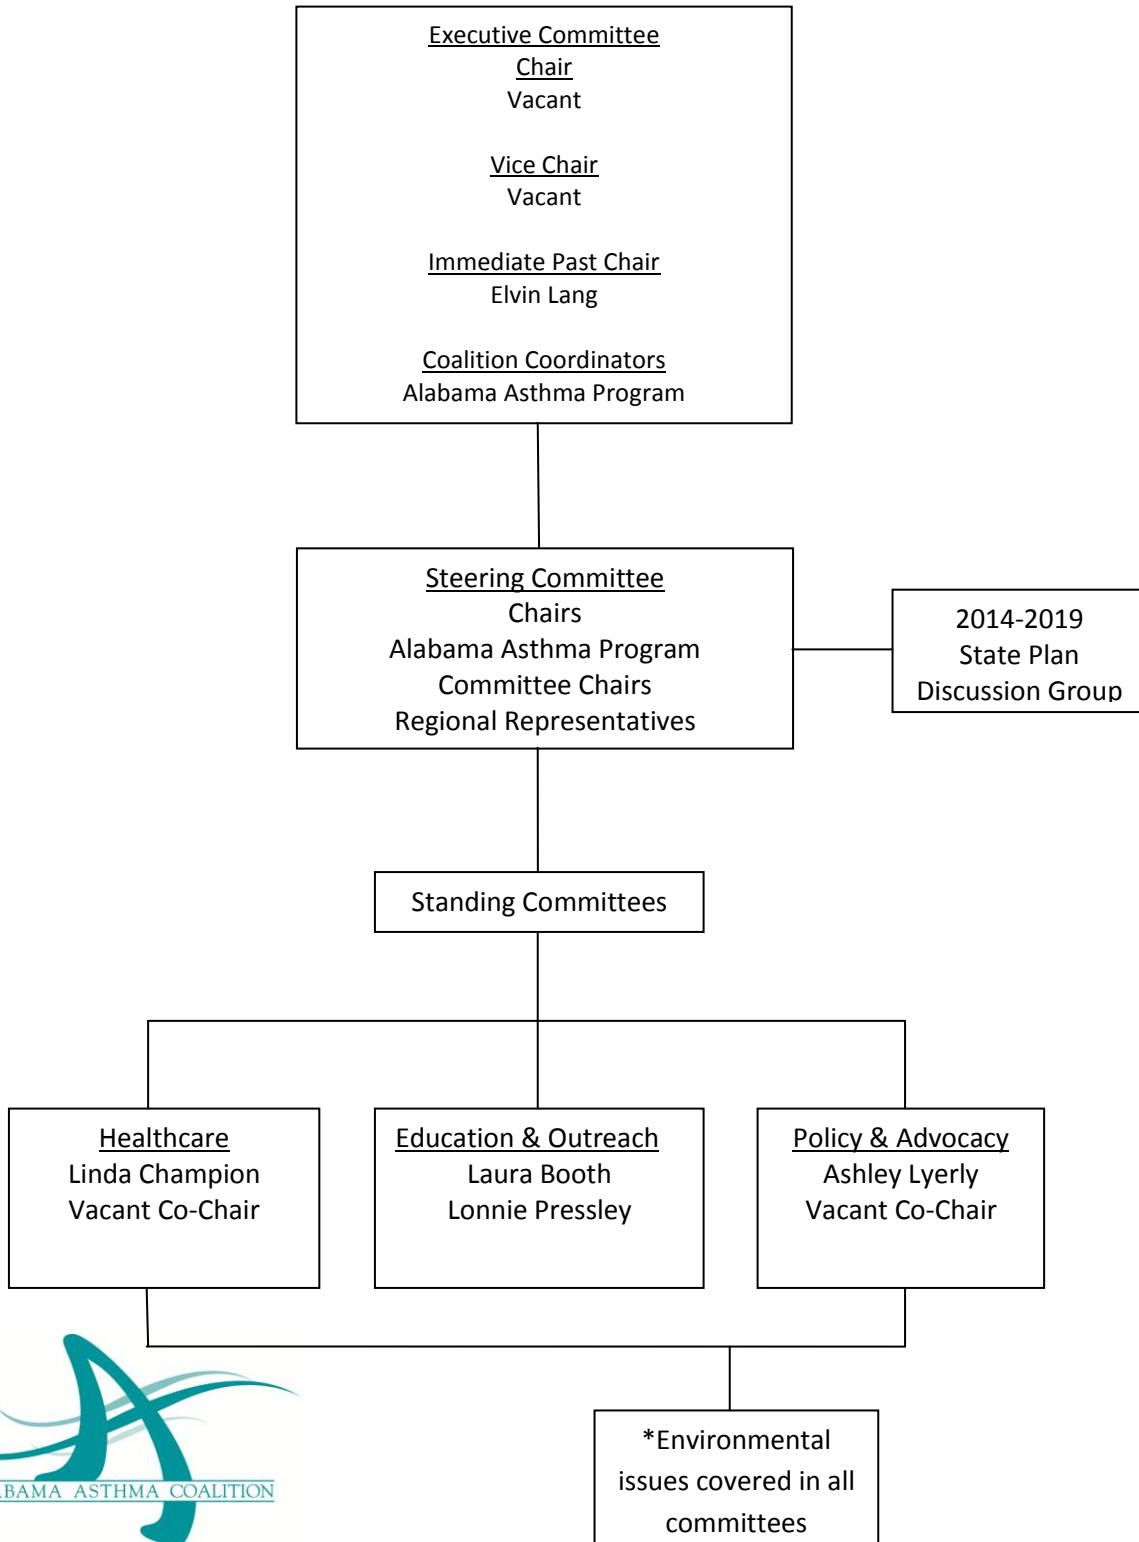 Executive Committee
Chair
Vacant
Vice Chair
Vacant
Immediate Past Chair
Elvin Lang
Coalition Coordinators
Alabama Asthma Program
Steering Committee
Chairs
Alabama Asthma Program
Committee Chairs
Regional Representatives
2014-2019
State Plan
Discussion Group
Standing Committees
Healthcare
Linda Champion
Vacant Co-Chair
Education & Outreach
Laura Booth
Lonnie Pressley
Policy & Advocacy
Ashley Lyerly
Vacant Co-Chair
*Environmental
issues covered in all
committees
ABAMA ASTHMA COALITION